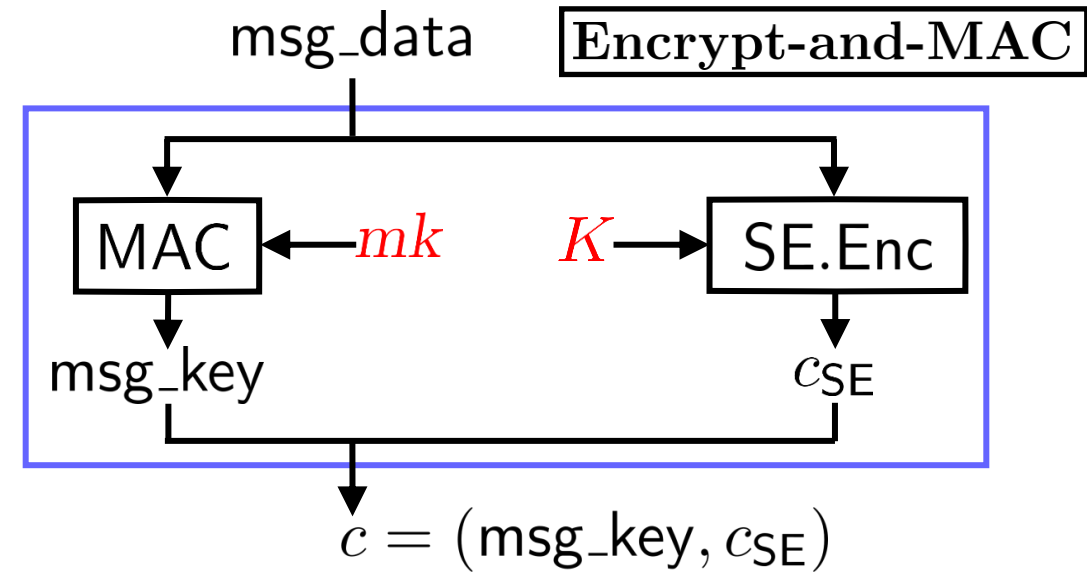 msg_data
Encrypt-and-MAC
MAC
mk
K
SE.Enc
msg_key
c_SE
c = (msg_key, c_SE)